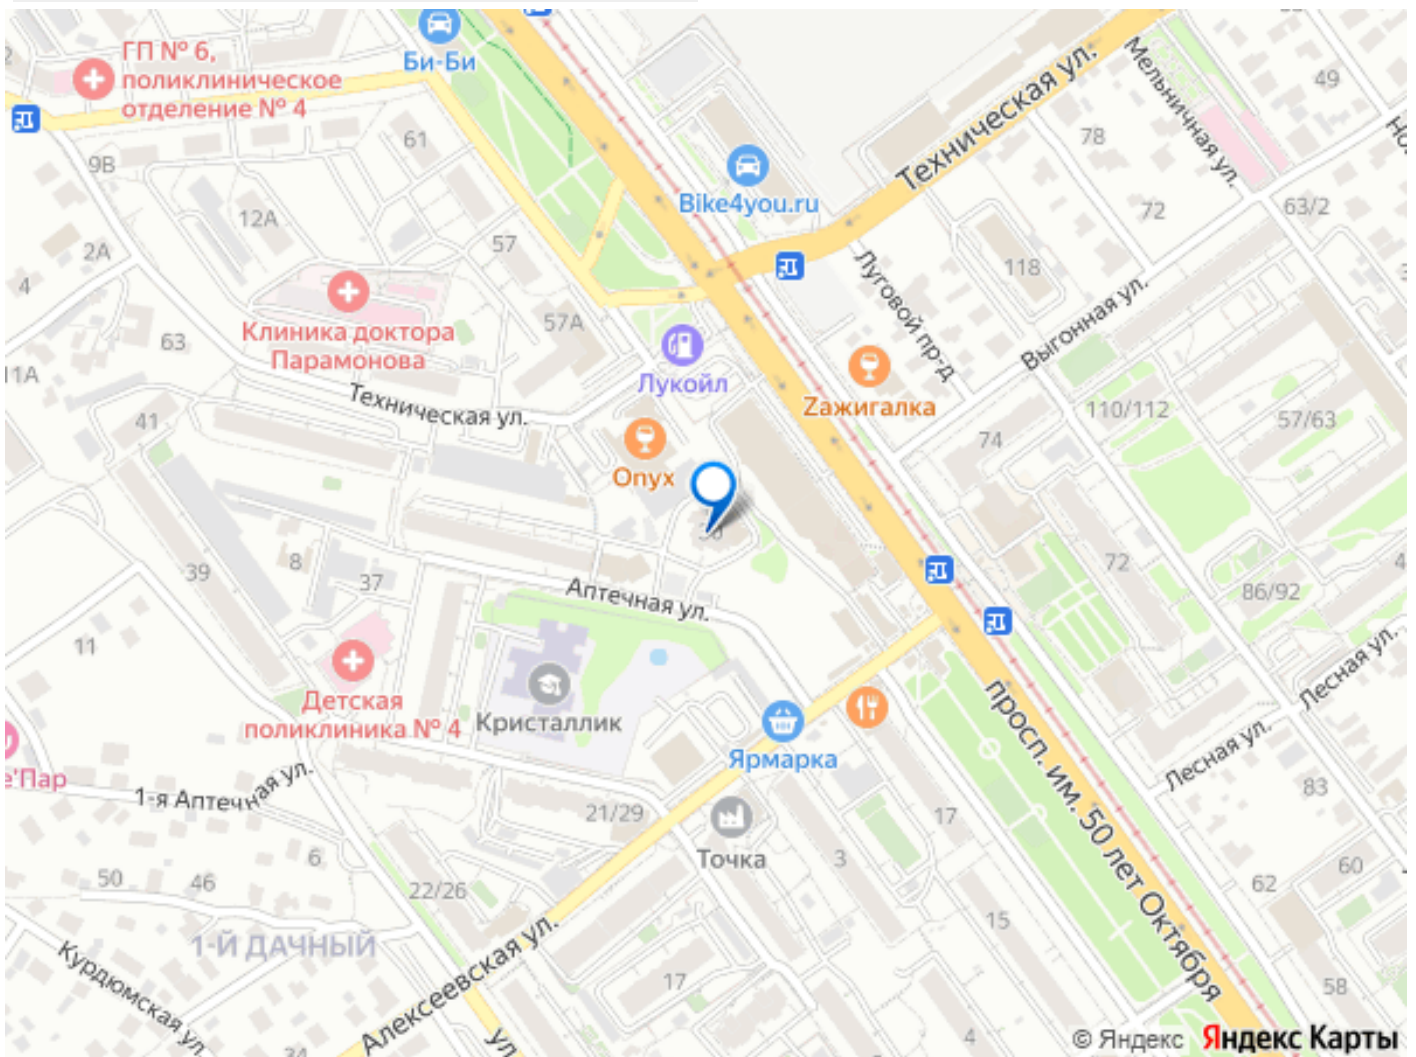 Би-Би
ГП № 6,
поликлиническое
отделение № 4
61
9В
12А
2А
4
57
57А
Клиника доктора
Парамонова
63
11А
41
Техническая ул.
Лукойл
Onyx
Bike4you.ru
Техническая ул.
Мельничная ул.
49
78
72
63/2
118
Луговой пр-д
Выгонная ул.
Zажигалка
110/112
57/63
74
72
86/92
39
8
37
11
Аптечная ул.
Детская
поликлиника № 4
Кристаллик
Ярмарка
е'Пар
1-я Аптечная ул.
21/29
Точка
3
17
просп. им. 50 лет Октября
Лесная ул.
Лесная ул.
83
60
62
58
15
6
50
46
22/26
1-Й ДАЧНЫЙ
Курдюмская ул.
Алексеевская ул.
17
4
ул
© Яндекс Яндекс Карты